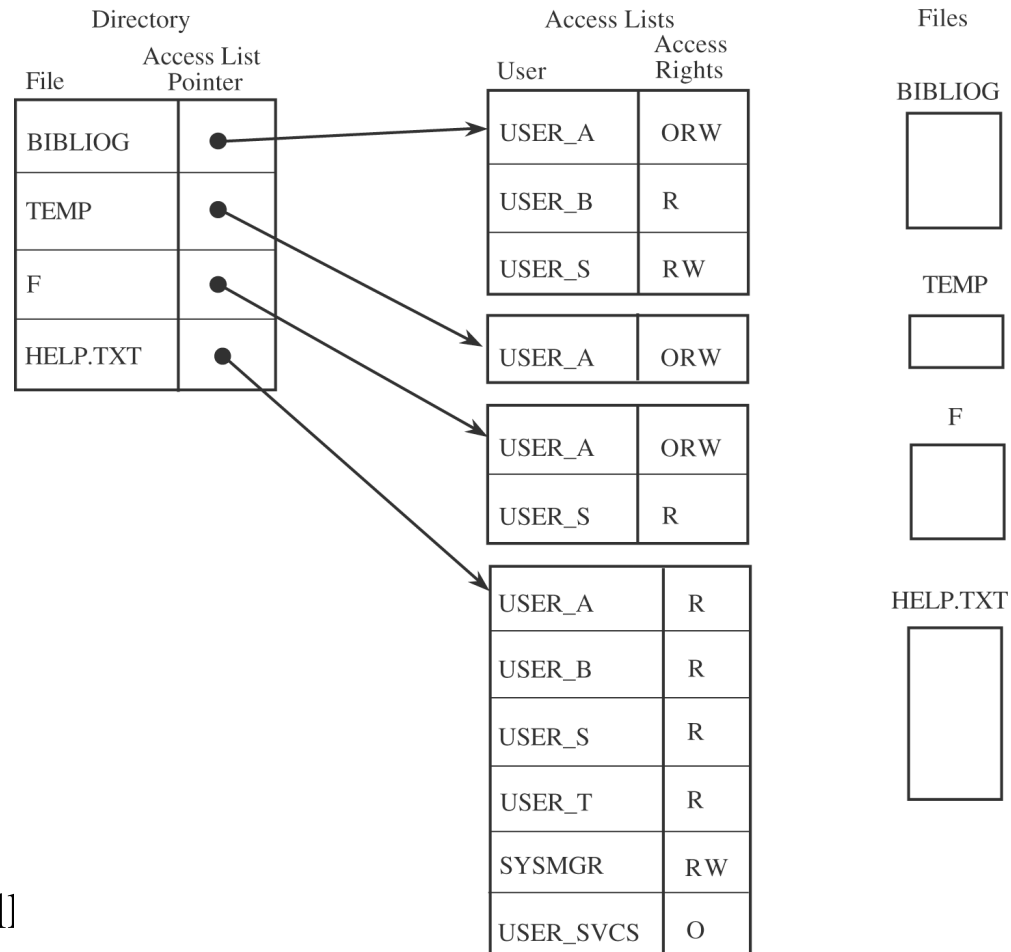 Directory
File Access List Pointer
BIBLIOG
TEMP
F
HELP.TXT
Access Lists
User Access Rights
USER_A ORW
USER_B R
USER_S RW
USER_A ORW
USER_A ORW
USER_S R
USER_A R
USER_B R
USER_S R
USER_T R
SYSMGR RW
USER_SVCS O
Files
BIBLIOG
TEMP
F
HELP.TXT